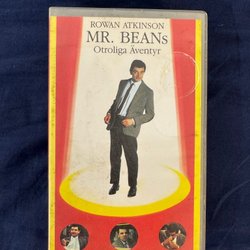 ROWAN ATKINSON
MR. BEANs
Otroliga Äventyr